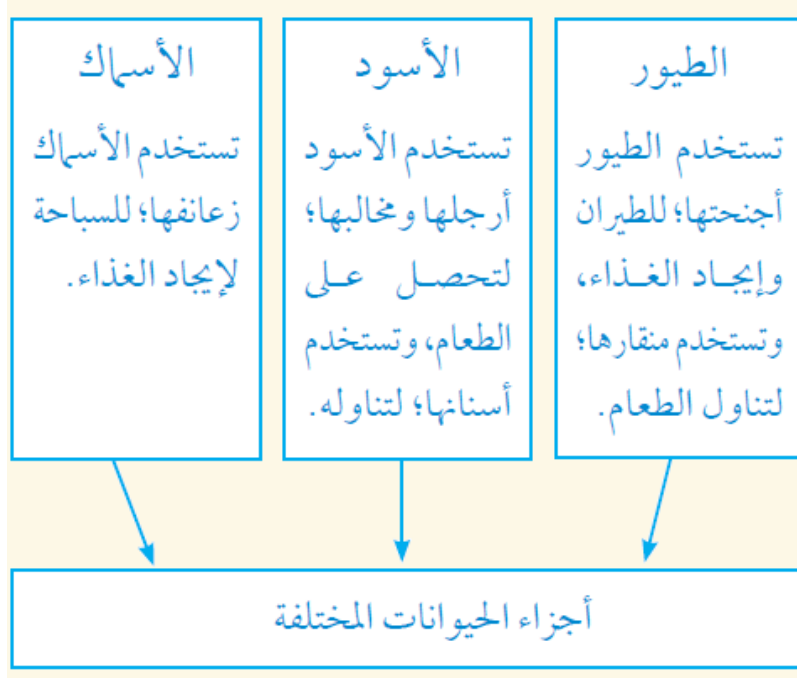 الطيور
تستخدم الطيور
أجنحتها؛ للطيران
وإيجاد الغذاء،
وتستخدم منقارها؛
لتناول الطعام.
الأسود
تستخدم الأسود
أرجلها ومخالبها؛
لتحصل على
الطعام، وتستخدم
أسنانها؛ لتناوله.
الأسماك
تستخدم الأسماك
زعانفها؛ للسباحة
لإيجاد الغذاء.
أجزاء الحيوانات المختلفة